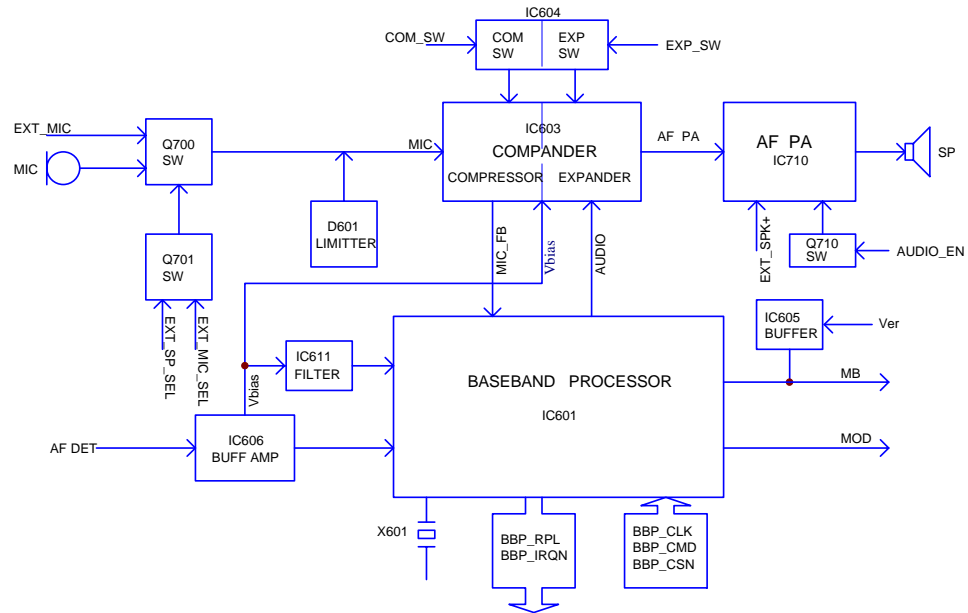 IC604
COM_SW
COM
SW
EXP
SW
EXP_SW
EXT_MIC
MIC
Q700
SW
MIC
IC603
COMPANDER
COMPRESSOR
EXPANDER
AF PA
AF PA
IC710
SP
D601
LIMITTER
Q701
SW
EXT_SP_SEL
EXT_MIC_SEL
MIC_FB
Vbias
AUDIO
EXT_SPK+
Q710
SW
AUDIO_EN
IC605
BUFFER
Ver
IC611
FILTER
Vbias
BASEBAND PROCESSOR
IC601
MB
AF DET
IC606
BUFF AMP
MOD
X601
BBP_RPL
BBP_IRQN
BBP_CLK
BBP_CMD
BBP_CSN